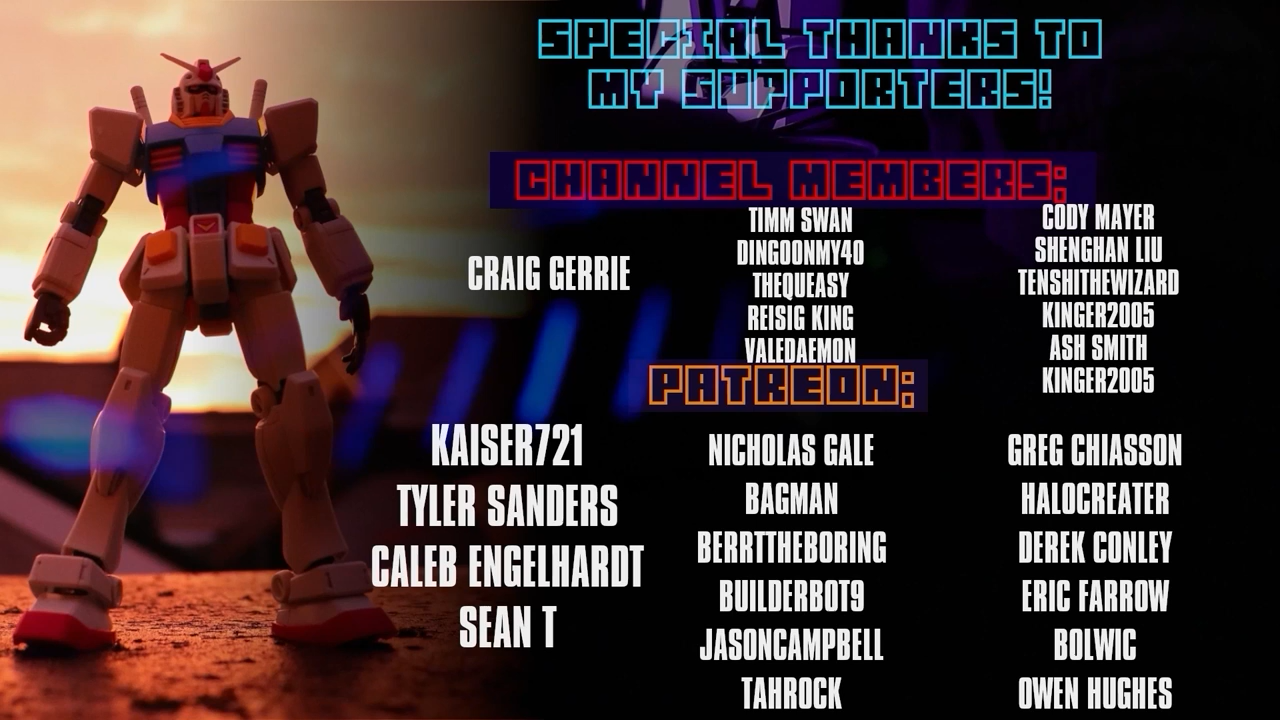 SPECIAL THANKS TO
MY SUPPORTERS!
CHANNEL MEMBERS:
CRAIG GERRIE
TIMM SWAN
DINGOONMY40
THEQUEASY
REISIG KING
VALEDAEMON
CODY MAYER
SHENGHAN LIU
TENSHITHEWIZARD
KINGER2005
ASH SMITH
KINGER2005
PATREON:
KAISER721
TYLER SANDERS
CALEB ENGELHARDT
SEAN T
NICHOLAS GALE
BAGMAN
BERRTTHEBORING
BUILDERBOT9
JASONCAMPBELL
TAHROCK
GREG CHIASSON
HALOCREATER
DEREK CONLEY
ERIC FARROW
BOLWIC
OWEN HUGHES